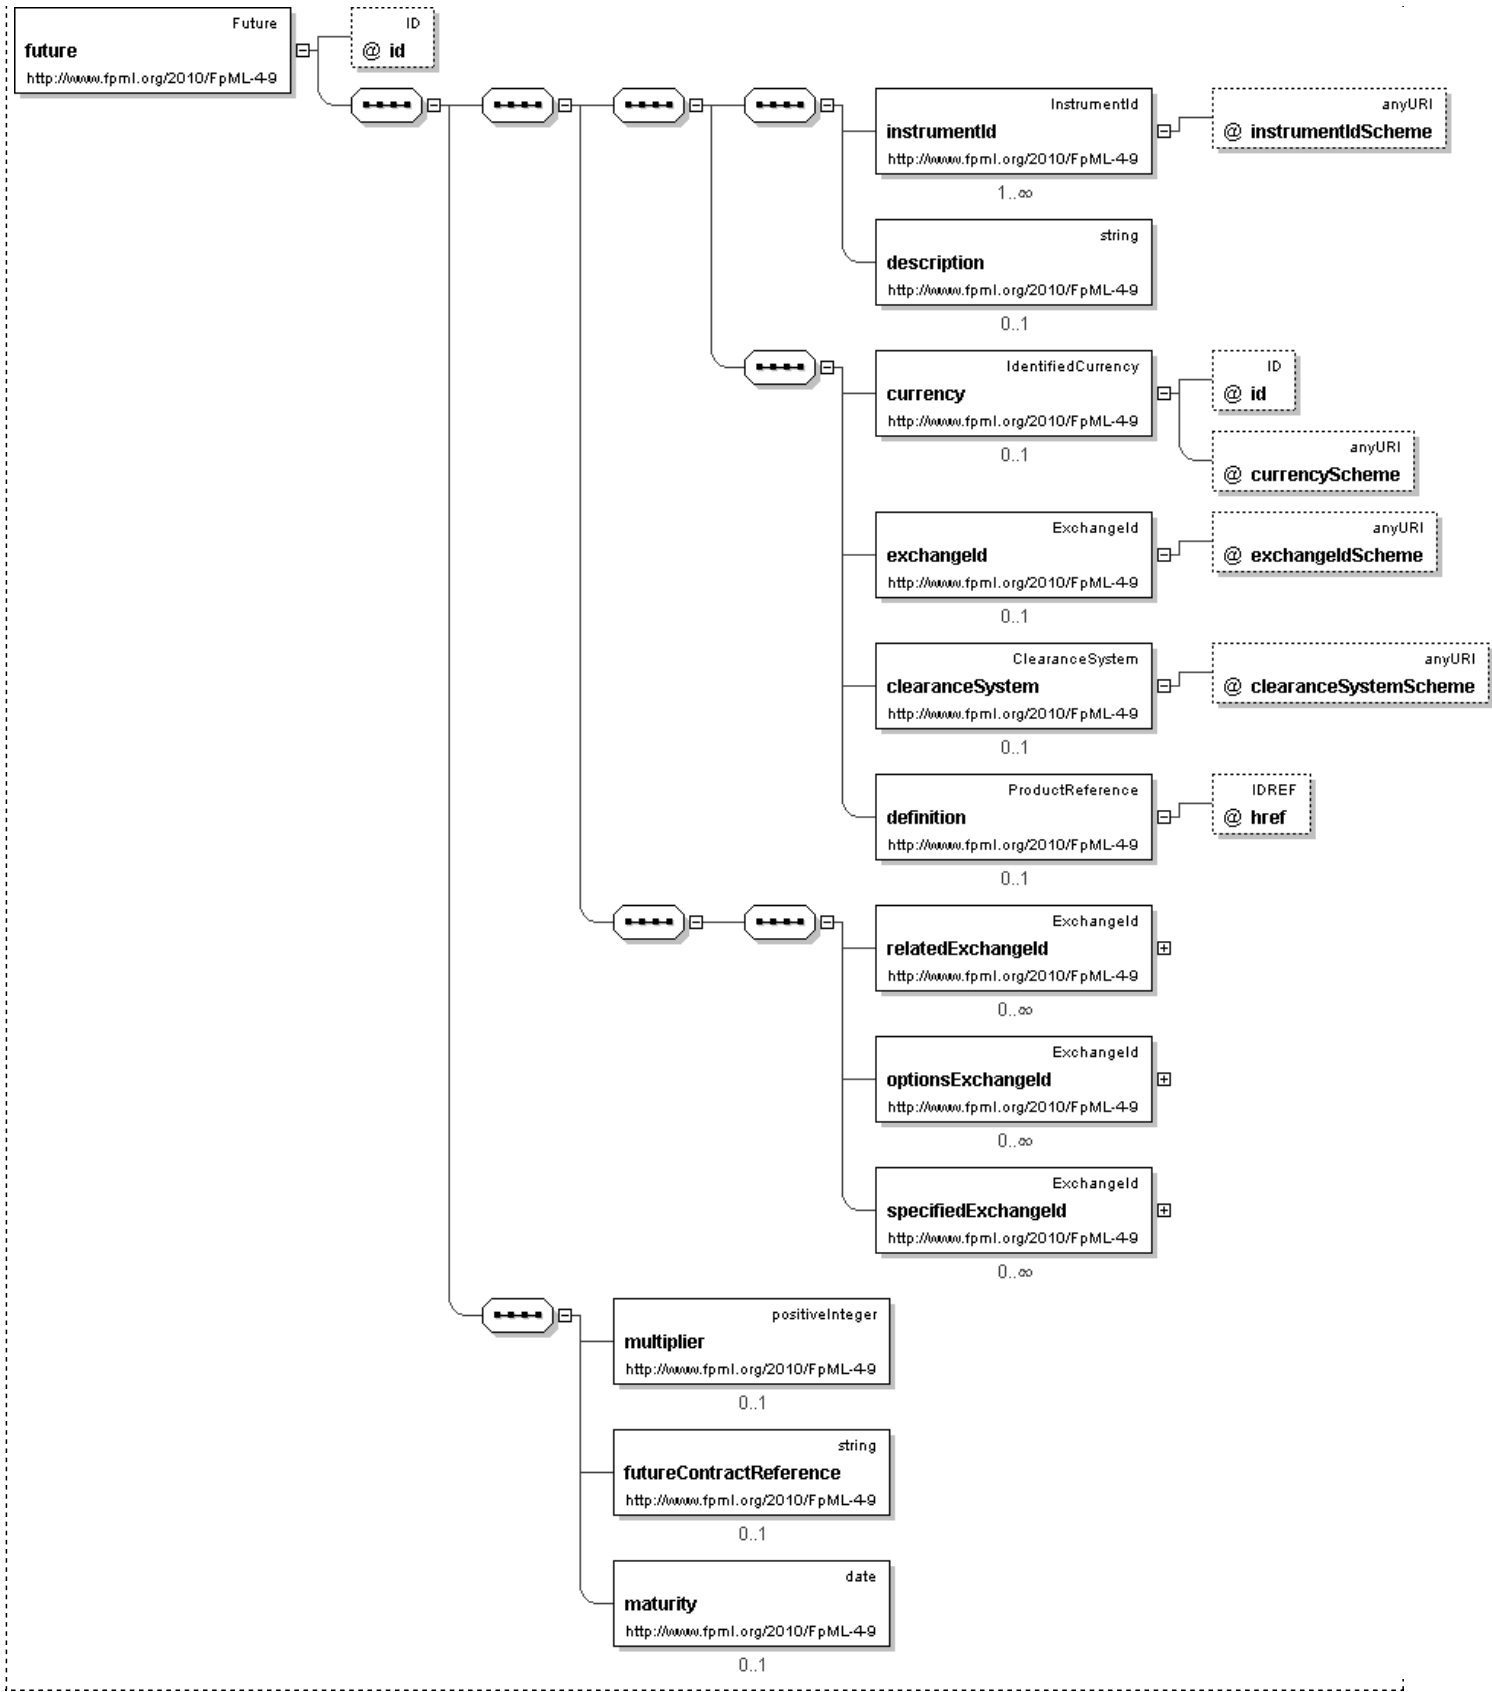 Future
future
http://www.fpml.org/2010/FpML-4-9
ID
@ id
InstrumentId
instrumentId
http://www.fpml.org/2010/FpML-4-9
1..∞
anyURI
@ instrumentIdScheme
string
description
http://www.fpml.org/2010/FpML-4-9
0..1
IdentifiedCurrency
currency
http://www.fpml.org/2010/FpML-4-9
0..1
ID
@ id
anyURI
@ currencyScheme
ExchangeId
exchangeId
http://www.fpml.org/2010/FpML-4-9
0..1
anyURI
@ exchangeIdScheme
ClearanceSystem
clearanceSystem
http://www.fpml.org/2010/FpML-4-9
0..1
anyURI
@ clearanceSystemScheme
ProductReference
definition
http://www.fpml.org/2010/FpML-4-9
0..1
IDREF
@ href
ExchangeId
relatedExchangeId
http://www.fpml.org/2010/FpML-4-9
0..∞
ExchangeId
optionsExchangeId
http://www.fpml.org/2010/FpML-4-9
0..∞
ExchangeId
specifiedExchangeId
http://www.fpml.org/2010/FpML-4-9
0..∞
positiveInteger
multiplier
http://www.fpml.org/2010/FpML-4-9
0..1
string
futureContractReference
http://www.fpml.org/2010/FpML-4-9
0..1
date
maturity
http://www.fpml.org/2010/FpML-4-9
0..1